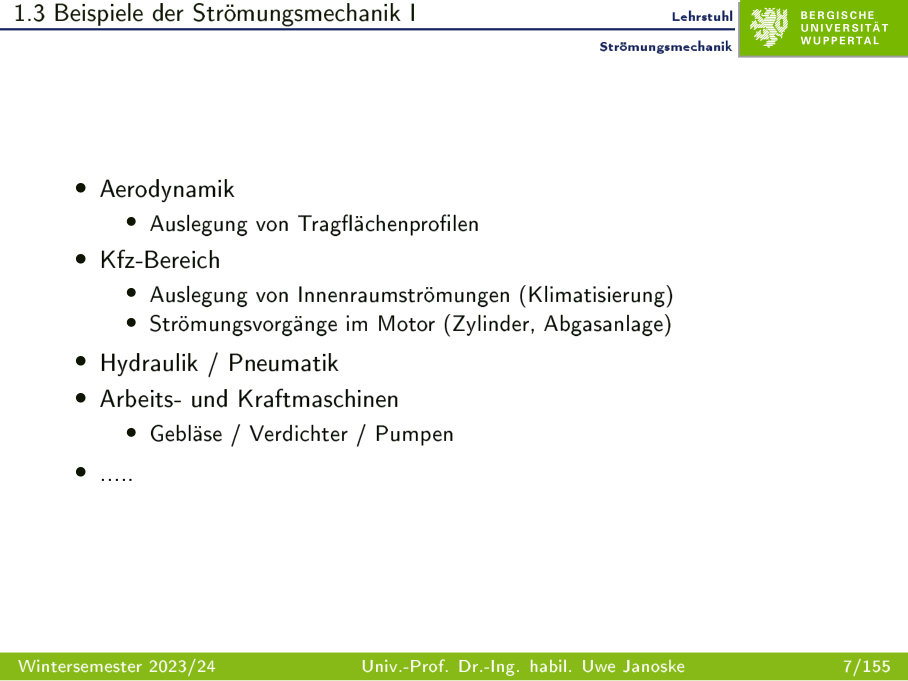 1.3 Beispiele der Strömungsmechanik I
Lehrstuhl
Strömungsmechanik
BERGISCHE
UNIVERSITÄT
WUPPERTAL
• Aerodynamik
• Auslegung von Tragflächenprofilen
• Kfz-Bereich
• Auslegung von Innenraumströmungen (Klimatisierung)
• Strömungsvorgänge im Motor (Zylinder, Abgasanlage)
• Hydraulik / Pneumatik
• Arbeits- und Kraftmaschinen
• Gebläse / Verdichter / Pumpen
• .....
Wintersemester 2023/24 Univ.-Prof. Dr.-Ing. habil. Uwe Janoske 7/155